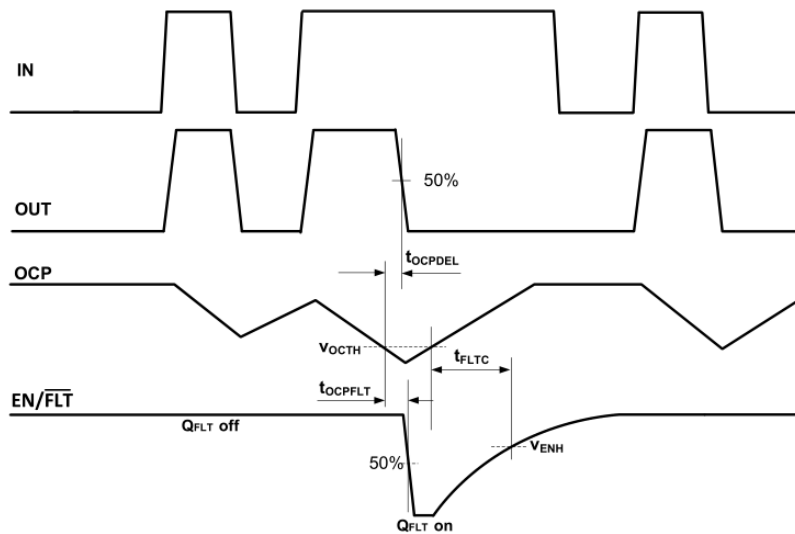 IN
50%
OUT
tOCPDEL
OCP
vOCTH
tFLTC
tOCPFLT
EN/FLT
QFLT off
vENH
50%
QFLT on